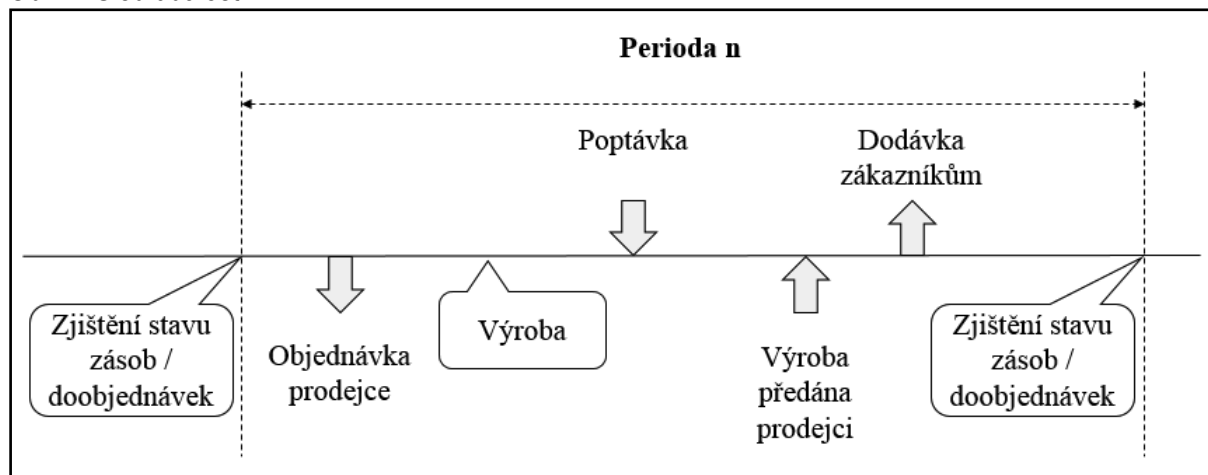 Perioda n
Poptávka
Dodávka
zákazníkům
Zjištění stavu
zásob /
doobjednávek
Objednávka
prodejce
Výroba
Výroba
předána
prodejci
Zjištění stavu
zásob /
doobjednávek